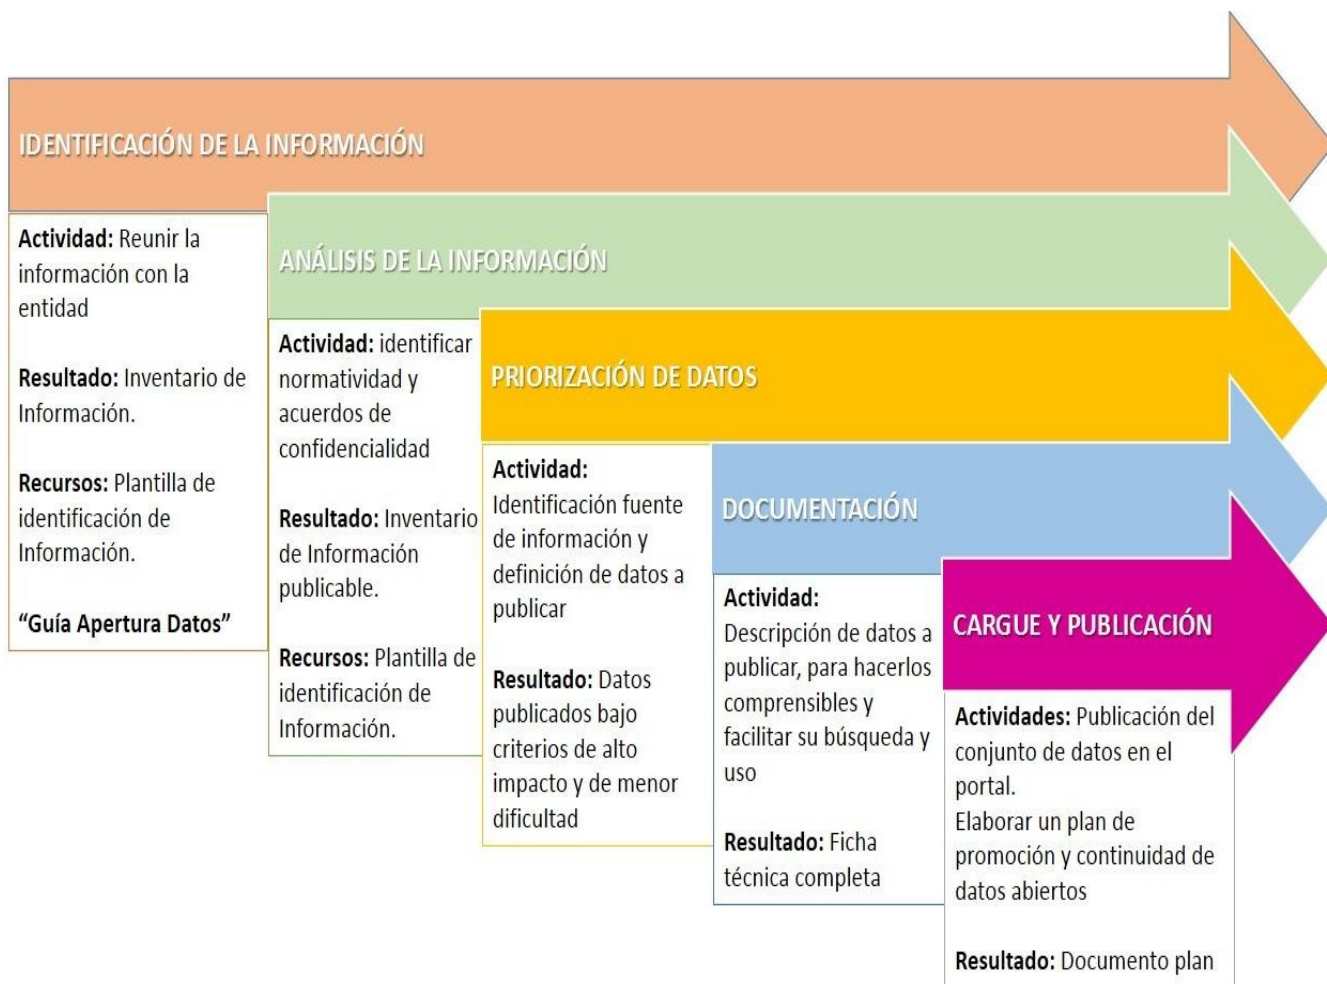 IDENTIFICACIÓN DE LA INFORMACIÓN
Actividad: Reunir la
información con la
entidad
Resultado: Inventario de
Información.
Recursos: Plantilla de
identificación de
Información.
“Guía Apertura Datos”
ANÁLISIS DE LA INFORMACIÓN
Actividad: identificar
normatividad y
acuerdos de
confidencialidad
Resultado: Inventario
de Información
publicable.
Recursos: Plantilla de
identificación de
Información.
PRIORIZACIÓN DE DATOS
Actividad:
Identificación fuente
de información y
definición de datos a
publicar
Resultado: Datos
publicados bajo
criterios de alto
impacto y de menor
dificultad
DOCUMENTACIÓN
Actividad:
Descripción de datos a
publicar, para hacerlos
comprensibles y
facilitar su búsqueda y
uso
Resultado: Ficha
técnica completa
CARGUE Y PUBLICACIÓN
Actividades: Publicación del
conjunto de datos en el
portal.
Elaborar un plan de
promoción y continuidad de
datos abiertos
Resultado: Documento plan